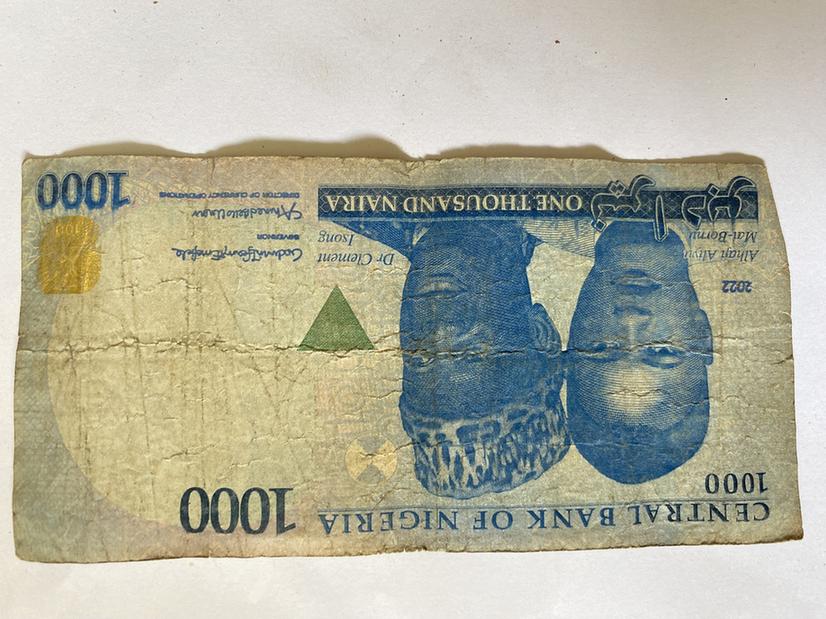 CENTRAL BANK OF NIGERIA 1000
1000
2022
Alhaji Aliyu
Mai-Bornu
Dr Clement
Isong
GOVERNOR
DIRECTOR OF CURRENCY OPERATIONS
ONE THOUSAND NAIRA
1000